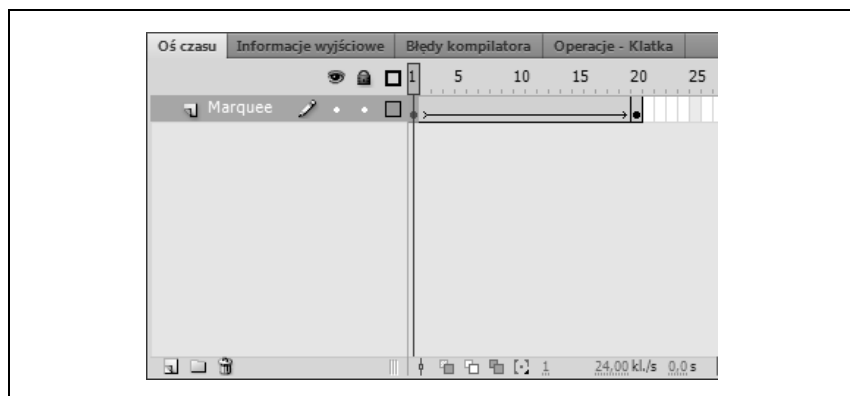 Oś czasu Informacje wyjściowe Błędy kompilatora Operacje - Klatka
1 5 10 15 20 25
Marquee
1 24,00 kl./s 0,0 s